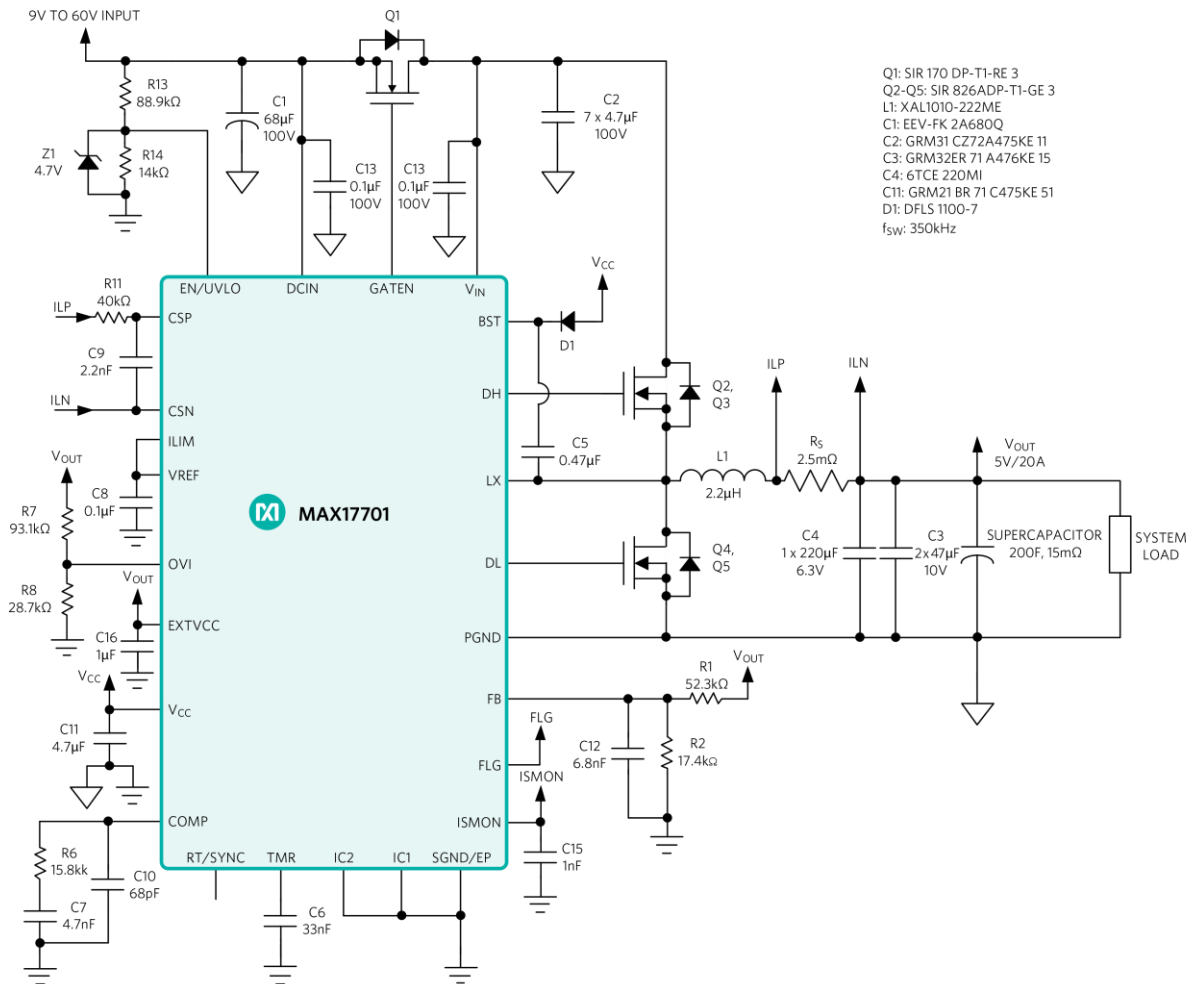 9V TO 60V INPUT
Q1
R13
88.9kΩ
C1
68µF
100V
C2
7 x 4.7µF
100V
Q1: SIR 170 DP-T1-RE 3
Q2-Q5: SIR 826ADP-T1-GE 3
L1: XAL1010-222ME
C1: EEV-FK 2A680Q
C2: GRM31 CZ72A475KE 11
C3: GRM32ER 71 A476KE 15
C4: 6TCE 220MI
C11: GRM21 BR 71 C475KE 51
D1: DFLS 1100-7
fSW: 350kHz
Z1
4.7V
R14
14kΩ
C13
0.1µF
100V
C13
0.1µF
100V
EN/UVLO
DCIN
GATEN
VIN
VCC
R11
40kΩ
ILP
CSP
BST
D1
C9
2.2nF
ILN
CSN
DH
Q2,
Q3
ILP
ILN
ILIM
VREF
C8
0.1µF
C5
0.47µF
LX
L1
2.2µH
RS
2.5mΩ
VOUT
5V/20A
VOUT
R7
93.1kΩ
OVI
R8
28.7kΩ
MAX17701
DL
Q4,
Q5
C4
1 x 220µF
6.3V
C3
2x 47µF
10V
SUPERCAPACITOR
200F, 15mΩ
SYSTEM
LOAD
VOUT
EXTVCC
C16
1µF
PGND
VCC
VCC
C11
4.7µF
FB
R1
52.3kΩ
VOUT
C12
6.8nF
R2
17.4kΩ
FLG
FLG
ISMON
ISMON
C15
1nF
COMP
R6
15.8kk
C10
68pF
C7
4.7nF
RT/SYNC
TMR
IC2
IC1
SGND/EP
C6
33nF